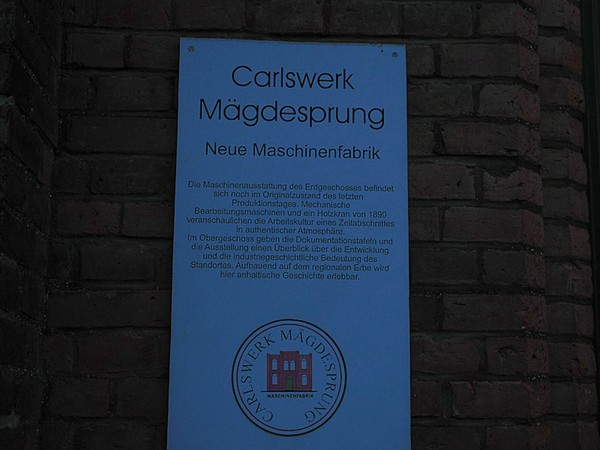 Carlswerk
Mägdesprung
Neue Maschinenfabrik
Die Maschinenausstattung des Erdgeschosses befindet
sich noch im Originalzustand des letzten
Produktionstages. Mechanische
Bearbeitungsmaschinen und ein Holzkran von 1890
veranschaulichen die Arbeitskultur eines Zeitabschnittes
in authentischer Atmosphäre.
Im Obergeschoss geben die Dokumentationstafeln und
die Ausstellung einen Überblick über die Entwicklung
und die industriegeschichtliche Bedeutung des
Standortes. Aufbauend auf dem regionalen Erbe wird
hier anhaltische Geschichte erlebbar.
CARLSWERK MÄGDESPRUNG
MASCHINENFABRIK